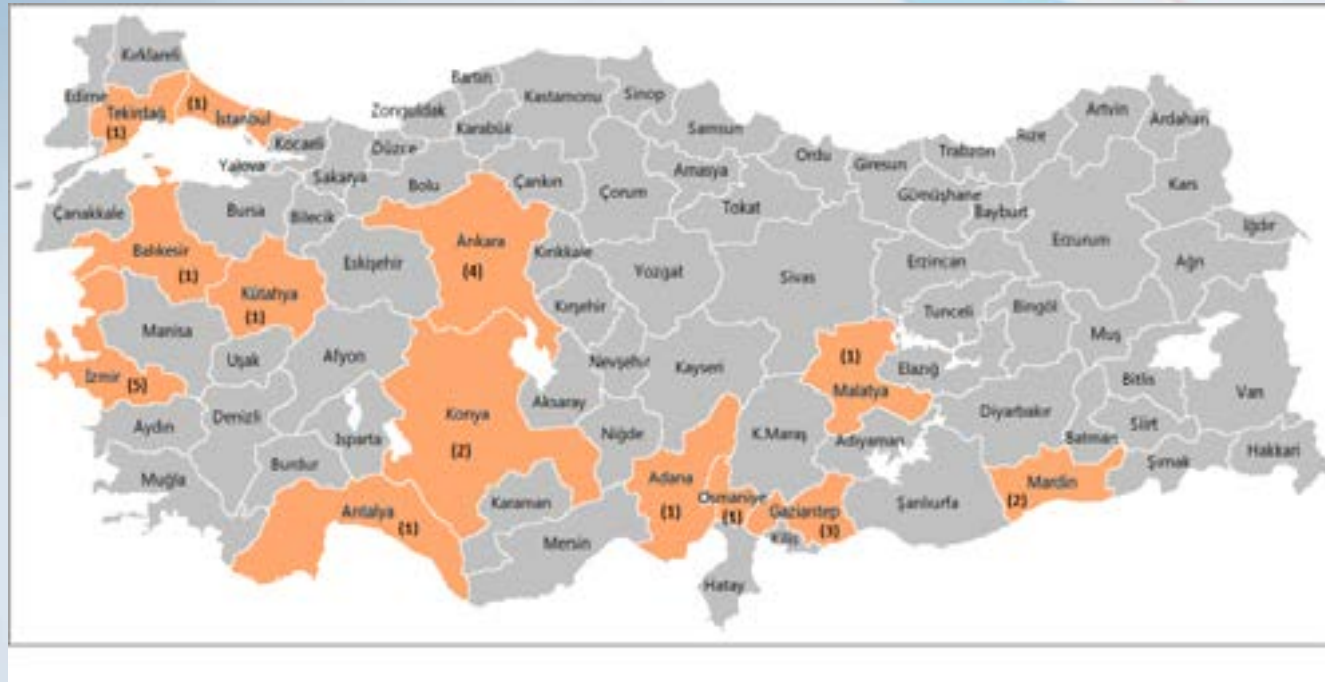 Kırklareli
Edirne
Tekirdağ
(1)
(1)
İstanbul
Kocaeli
Yalova
Sakarya
Düzce
Zonguldak
Bartın
Karabük
Kastamonu
Sinop
Samsun
Amasya
Ordu
Giresun
Trabzon
Rize
Artvin
Ardahan
Kars
Gümüşhane
Bayburt
Iğdır
Ağrı
Erzurum
Erzincan
Çanakkale
Bursa
Bilecik
Bolu
Çankırı
Çorum
Tokat
Balıkesir
(1)
Kütahya
(1)
Eskişehir
Ankara
(4)
Kırıkkale
Yozgat
Sivas
Tunceli
Bingöl
Muş
Kırşehir
Manisa
Uşak
Afyon
Nevşehir
Kayseri
(1)
Malatya
Elazığ
Bitlis
Van
İzmir
(5)
Aydın
Denizli
Isparta
Konya
(2)
Aksaray
Niğde
K.Maraş
Adıyaman
Diyarbakır
Batman
Siirt
Şırnak
Hakkari
Muğla
Burdur
Antalya
(1)
Karaman
Mersin
Adana
(1)
Osmaniye
(1)
Gaziantep
(3)
Kilis
Şanlıurfa
Mardin
(2)
Hatay